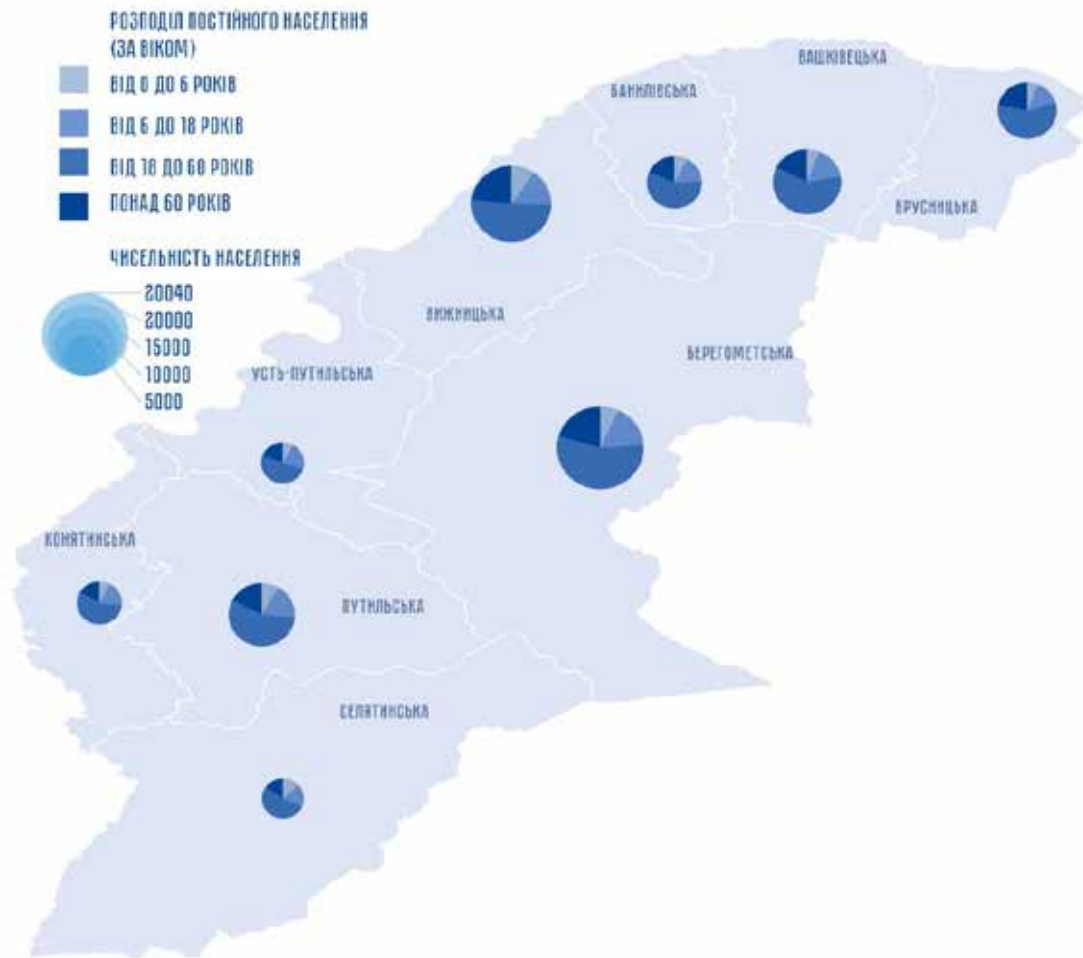 РОЗПОДІЛ ПОСТІЙНОГО НАСЕЛЕННЯ
(ЗА ВІКОМ)
ВІД 0 ДО 6 РОКІВ
ВІД 6 ДО 18 РОКІВ
ВІД 18 ДО 60 РОКІВ
ПОНАД 60 РОКІВ
ЧИСЕЛЬНІСТЬ НАСЕЛЕННЯ
20040
20000
15000
10000
5000
ВАШКІВЕЦЬКА
БАНИЛІВСЬКА
БРУСНИЦЬКА
ВИЖНИЦЬКА
БЕРЕГОМЕТСЬКА
УСТЬ-ПУТИЛЬСЬКА
КОНЯТИНСЬКА
ПУТИЛЬСЬКА
СЕЛЯТИНСЬКА